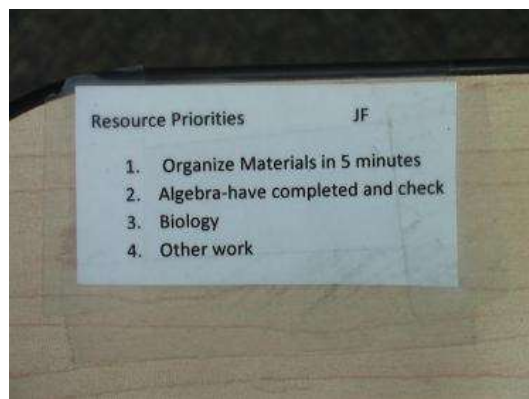 Resource Priorities JF
1. Organize Materials in 5 minutes
2. Algebra-have completed and check
3. Biology
4. Other work